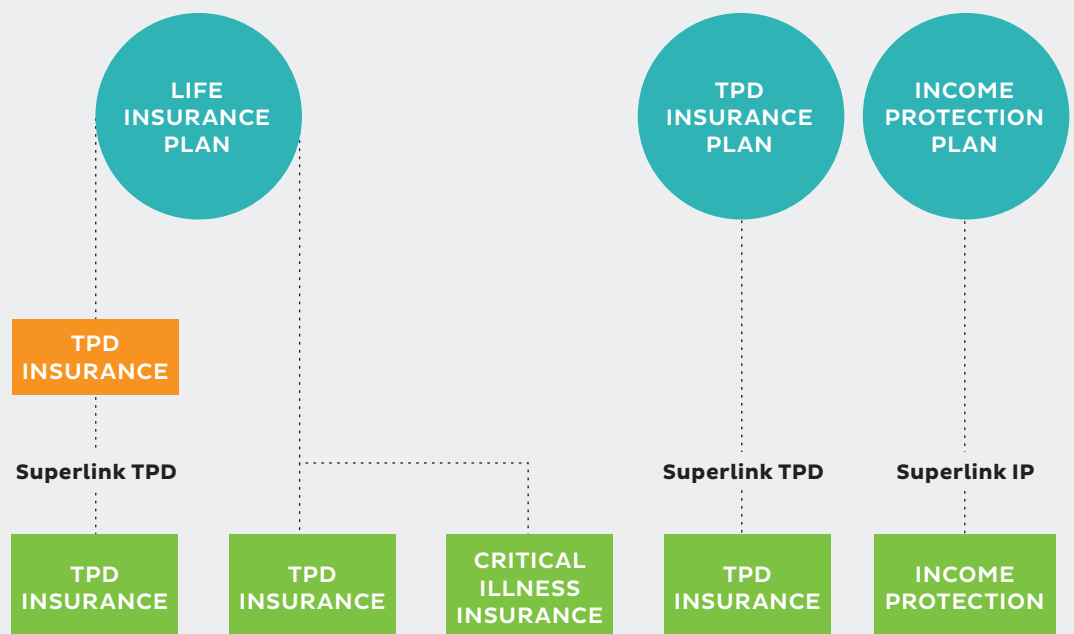 LIFE
INSURANCE
PLAN
TPD
INSURANCE
PLAN
INCOME
PROTECTION
PLAN
TPD
INSURANCE
Superlink TPD
Superlink TPD
Superlink IP
TPD
INSURANCE
TPD
INSURANCE
CRITICAL
ILLNESS
INSURANCE
TPD
INSURANCE
INCOME
PROTECTION